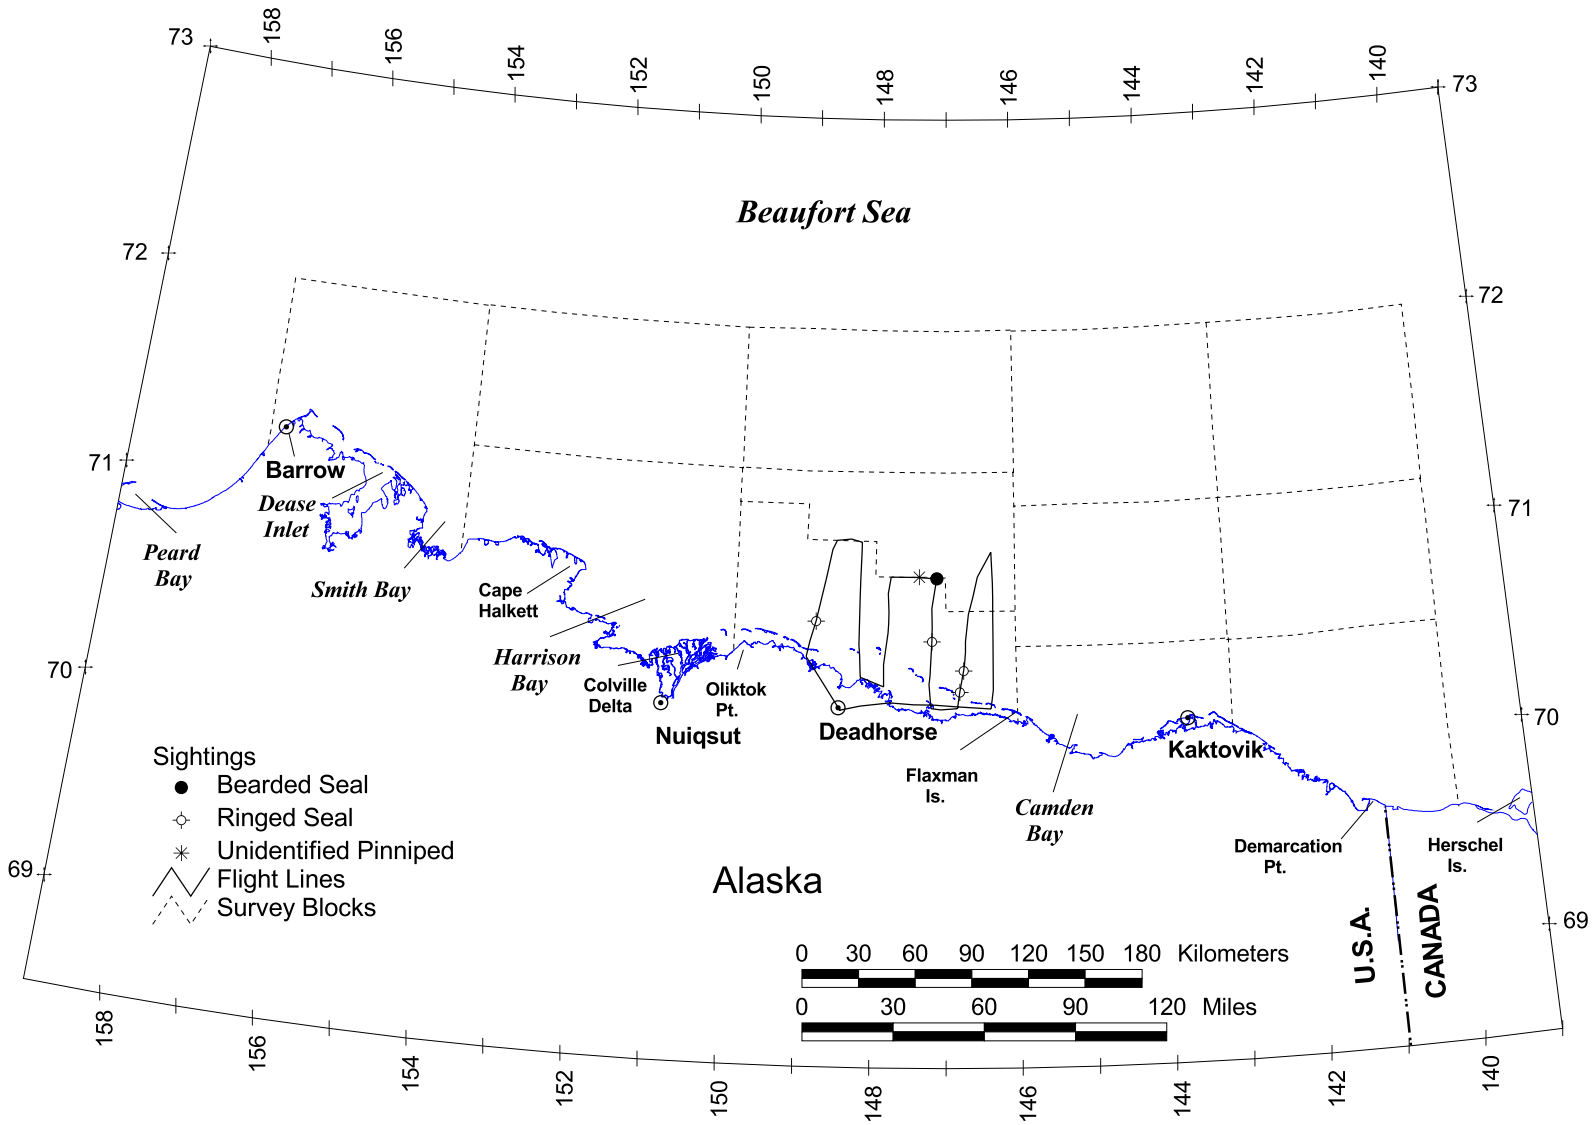 158
156
154
152
150
148
146
144
142
140
73
73
Beaufort Sea
72
72
71
71
Barrow
Dease
Inlet
Peard
Bay
Smith Bay
Cape
Halkett
Harrison
Bay
Colville
Delta
Oliktok
Pt.
70
70
Nuiqsut
Deadhorse
Kaktovik
Flaxman
Is.
Camden
Bay
Demarcation
Pt.
Herschel
Is.
Sightings
Bearded Seal
Ringed Seal
Unidentified Pinniped
Flight Lines
Survey Blocks
69
69
Alaska
U.S.A.
CANADA
0 30 60 90 120 150 180 Kilometers
0 30 60 90 120 Miles
158
156
154
152
150
148
146
144
142
140